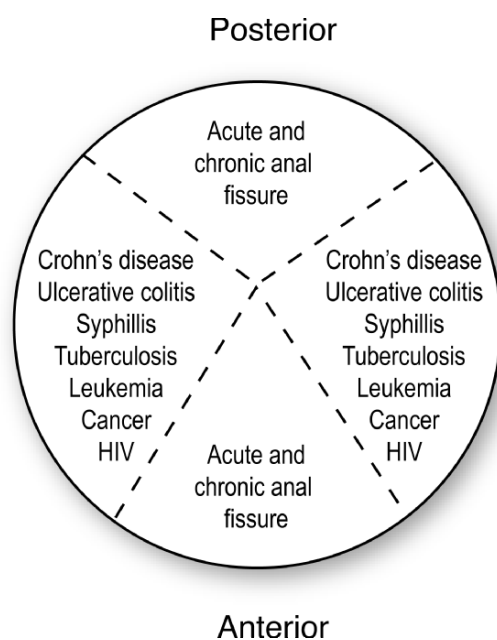 Posterior
Acute and
chronic anal
fissure
Crohn's disease
Ulcerative colitis
Syphillis
Tuberculosis
Leukemia
Cancer
HIV
Crohn's disease
Ulcerative colitis
Syphillis
Tuberculosis
Leukemia
Cancer
HIV
Acute and
chronic anal
fissure
Anterior